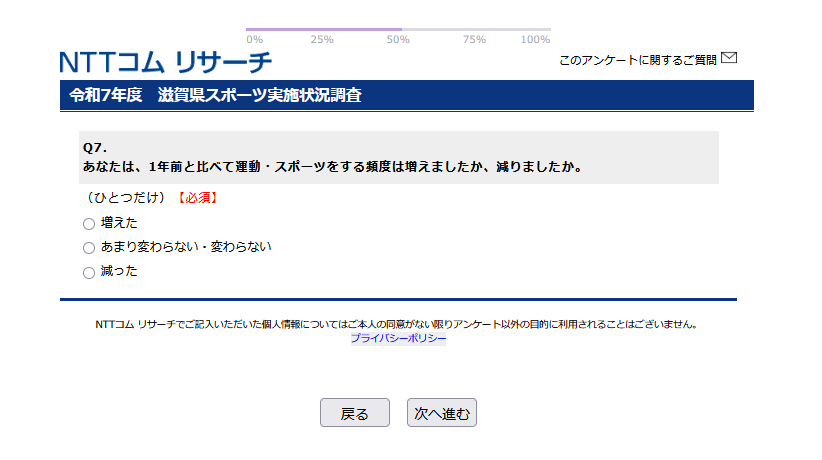 0% 25% 50% 75% 100%
NTTコム リサーチ
このアンケートに関するご質問
令和7年度 滋賀県スポーツ実施状況調査
Q7.
あなたは、1年前と比べて運動・スポーツをする頻度は増えましたか、減りましたか。
（ひとつだけ）【必須】
増えた
あまり変わらない・変わらない
減った
NTTコム リサーチでご記入いただいた個人情報についてはご本人の同意がない限りアンケート以外の目的に利用されることはございません。
プライバシーポリシー
戻る 次へ進む